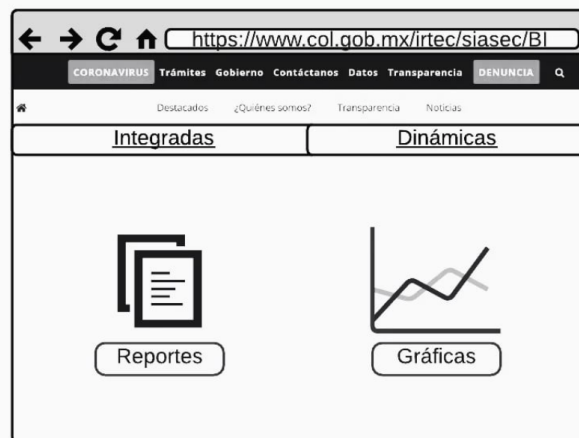 https://www.col.gob.mx/irtec/siasec/BI
CORONAVIRUS Trámites Gobierno Contáctanos Datos Transparencia DENUNCIA
Destacados ¿Quiénes somos? Transparencia Noticias
Integradas Dinámicas
Reportes Gráficas